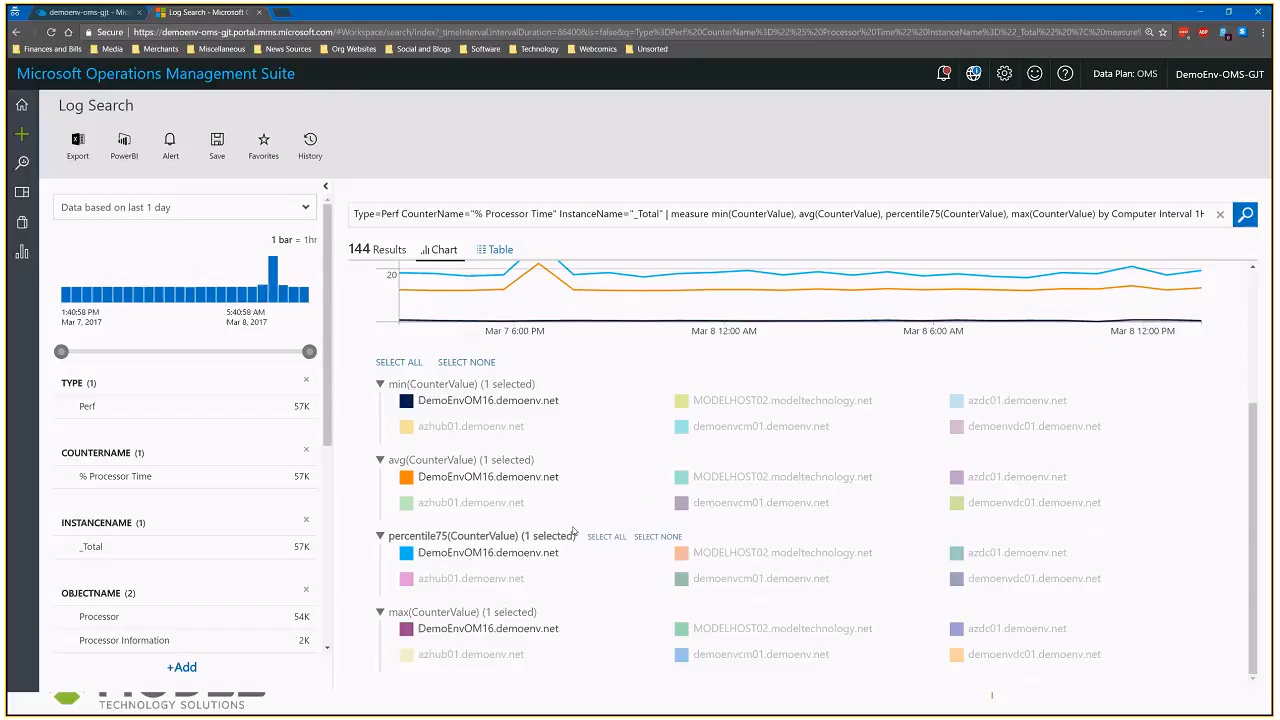 demoenv-oms-gjt - Mic
Log Search - Microsoft (
Secure
https://demoenv-oms-gjt.portal.mms.microsoft.com/#Workspace/search/index?_timeInterval.intervalDuration=86400&is=false&q=Type%3DPerf%20CounterName%3D%22%25%20Processor%20Time%22%20InstanceName%3D%22_Total%22%20%7C%20measure
Finances and Bills
Media
Merchants
Miscellaneous
News Sources
Org Websites
Social and Blogs
Software
Technology
Webcomics
Unsorted
Microsoft Operations Management Suite
Data Plan: OMS
DemoEnv-OMS-GJT
Log Search
Export
PowerBI
Alert
Save
Favorites
History
Data based on last 1 day
1 bar = 1hr
1:40:58 PM
Mar 7, 2017
5:40:58 AM
Mar 8, 2017
TYPE (1)
Perf 57K
COUNTERNAME (1)
% Processor Time 57K
INSTANCENAME (1)
_Total 57K
OBJECTNAME (2)
Processor 54K
Processor Information 2K
+Add
Type=Perf CounterName="% Processor Time" InstanceName="_Total" | measure min(CounterValue), avg(CounterValue), percentile75(CounterValue), max(CounterValue) by Computer Interval 1H
144 Results
Chart
Table
20
Mar 7 6:00 PM
Mar 8 12:00 AM
Mar 8 6:00 AM
Mar 8 12:00 PM
SELECT ALL SELECT NONE
min(CounterValue) (1 selected)
DemoEnvOM16.demoenv.net MODELHOST02.modeltechnology.net azdc01.demoenv.net
azhub01.demoenv.net demoenvcm01.demoenv.net demoenvdc01.demoenv.net
avg(CounterValue) (1 selected)
DemoEnvOM16.demoenv.net MODELHOST02.modeltechnology.net azdc01.demoenv.net
azhub01.demoenv.net demoenvcm01.demoenv.net demoenvdc01.demoenv.net
percentile75(CounterValue) (1 selected) SELECT ALL SELECT NONE
DemoEnvOM16.demoenv.net MODELHOST02.modeltechnology.net azdc01.demoenv.net
azhub01.demoenv.net demoenvcm01.demoenv.net demoenvdc01.demoenv.net
max(CounterValue) (1 selected)
DemoEnvOM16.demoenv.net MODELHOST02.modeltechnology.net azdc01.demoenv.net
azhub01.demoenv.net demoenvcm01.demoenv.net demoenvdc01.demoenv.net
TECHNOLOGY SOLUTIONS